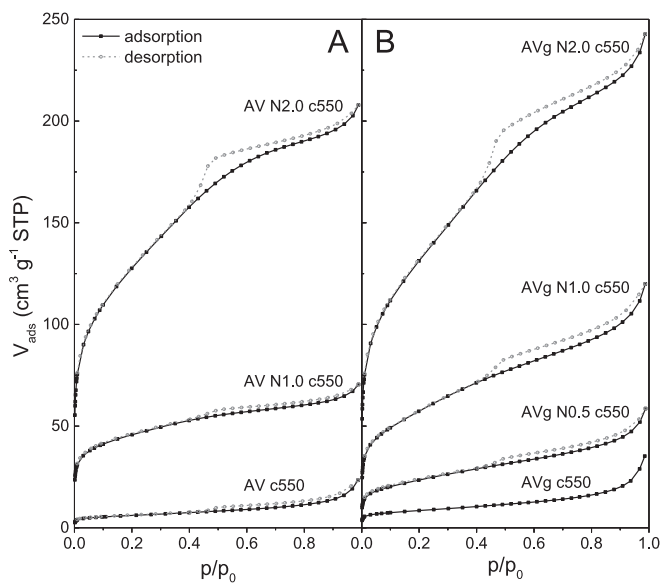 250
200
150
100
50
0
V_ads (cm³ g⁻¹ STP)
adsorption
desorption
A
AV N2.0 c550
AV N1.0 c550
AV c550
0.0 0.2 0.4 0.6 0.8
p/p₀
B
AVg N2.0 c550
AVg N1.0 c550
AVg N0.5 c550
AVg c550
0.0 0.2 0.4 0.6 0.8 1.0
p/p₀